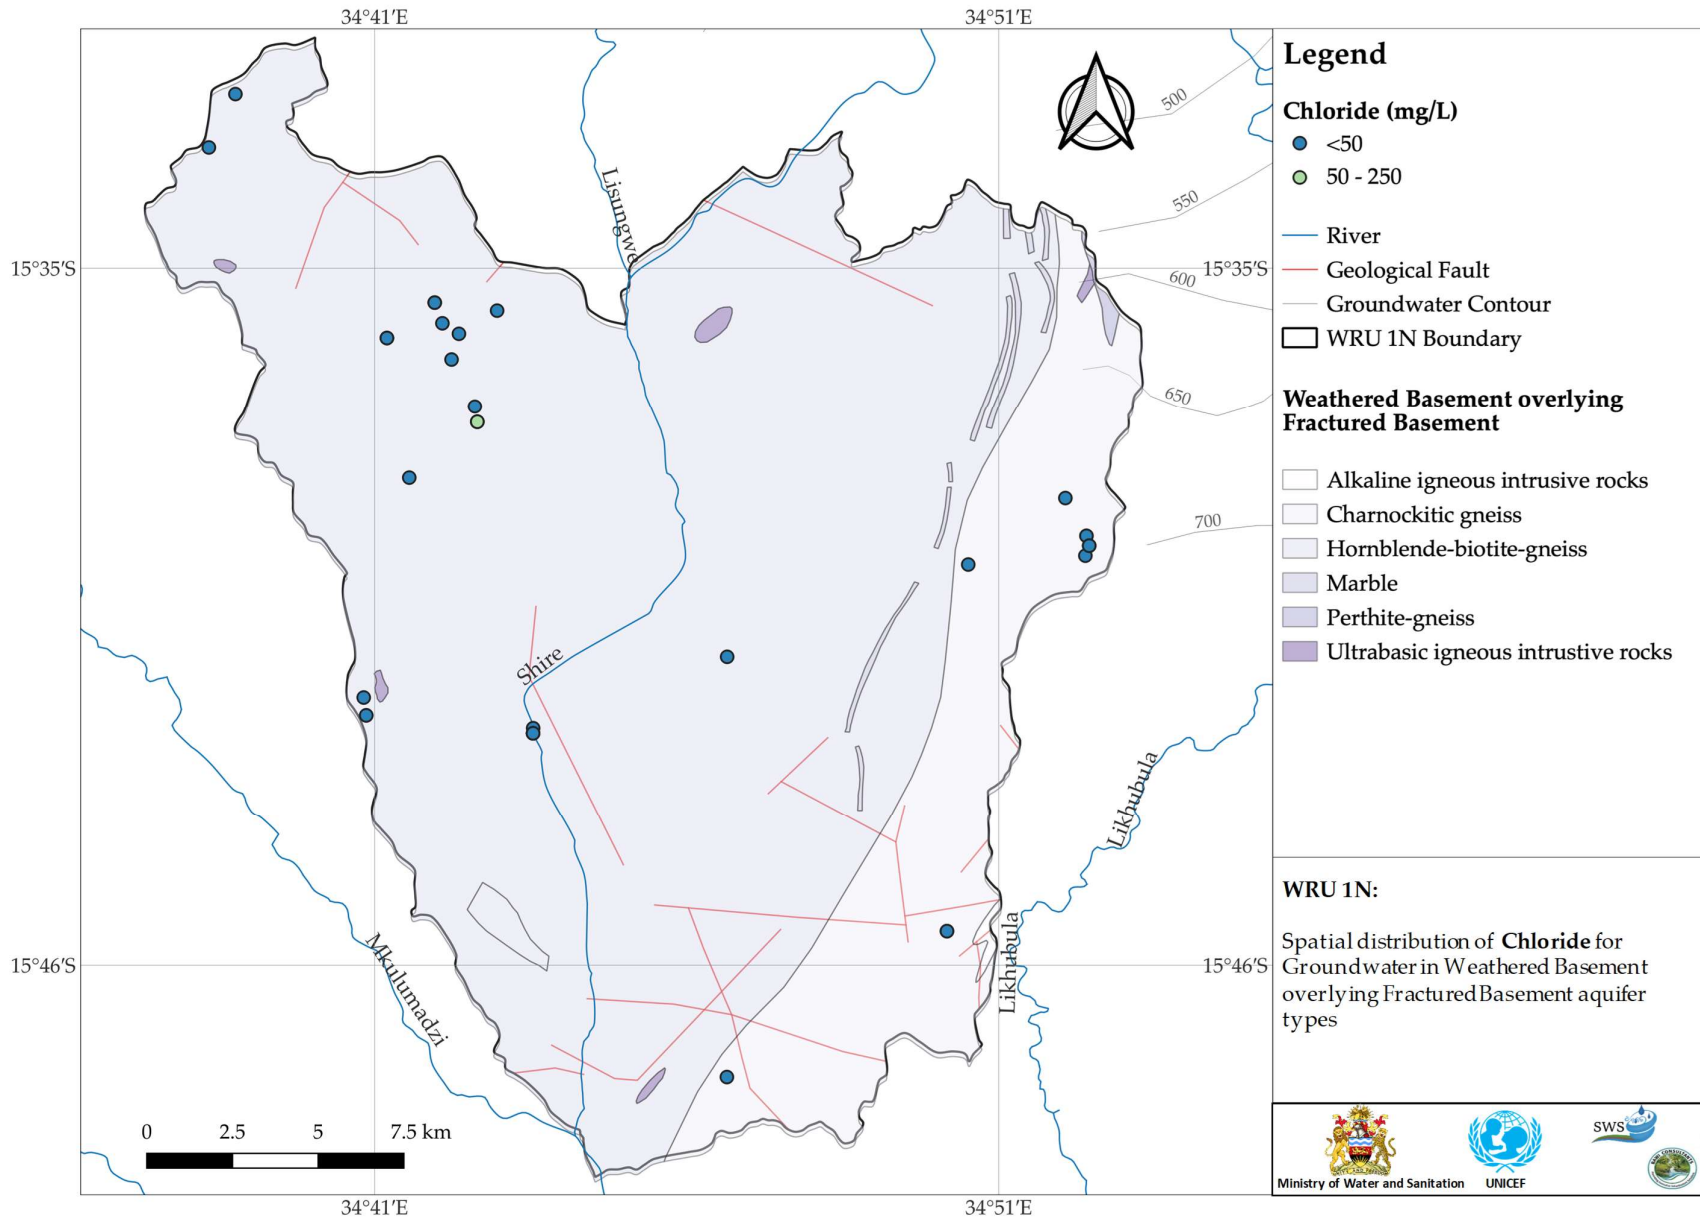 34°41′E
34°51′E
Legend
Chloride (mg/L)
<50
50 - 250
River
Geological Fault
Groundwater Contour
WRU 1N Boundary
Weathered Basement overlying
Fractured Basement
Alkaline igneous intrusive rocks
Charnockitic gneiss
Hornblende-biotite-gneiss
Marble
Perthite-gneiss
Ultrabasic igneous intrustive rocks
500
550
600
650
700
15°35′S
15°35′S
Lisungwe
Shire
Likhubula
Likhubula
Mkulumadzi
15°46′S
15°46′S
0 2.5 5 7.5 km
34°41′E
34°51′E
WRU 1N:
Spatial distribution of Chloride for
Groundwater in Weathered Basement
overlying Fractured Basement aquifer
types
Ministry of Water and Sanitation
UNICEF
SWS